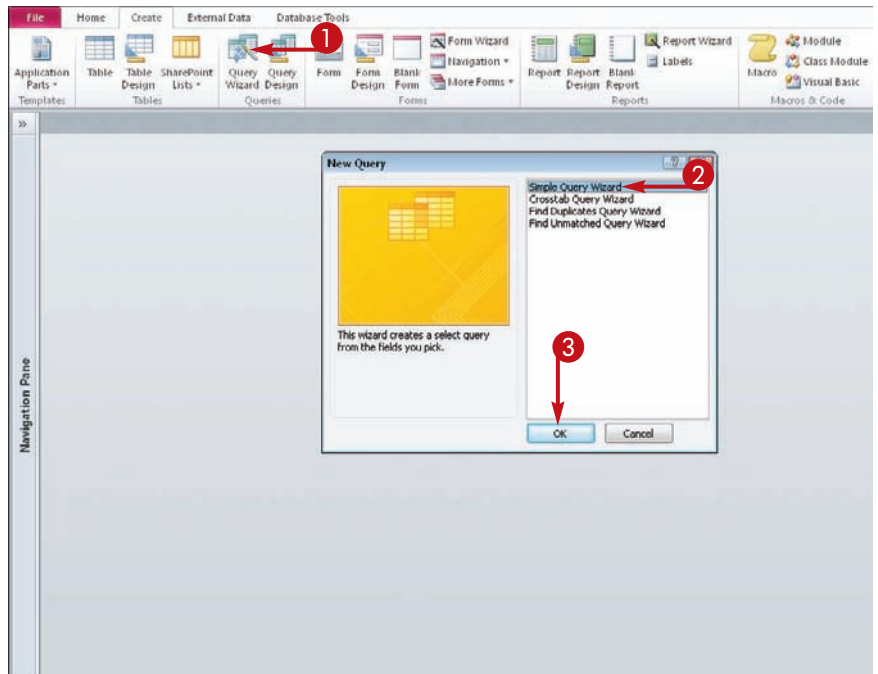 File Home Create External Data Database Tools
1
Application Parts
Table
Table Design
SharePoint Lists
Query Wizard
Query Design
Form
Form Design
Blank Form
Form Wizard
Navigation
More Forms
Report
Report Design
Blank Report
Report Wizard
Labels
Macro
Module
Class Module
Visual Basic
Templates Tables Queries Forms Reports Macros & Code
»
Navigation Pane
New Query
?
Simple Query Wizard
2
Crosstab Query Wizard
Find Duplicates Query Wizard
Find Unmatched Query Wizard
This wizard creates a select query
from the fields you pick.
3
OK Cancel